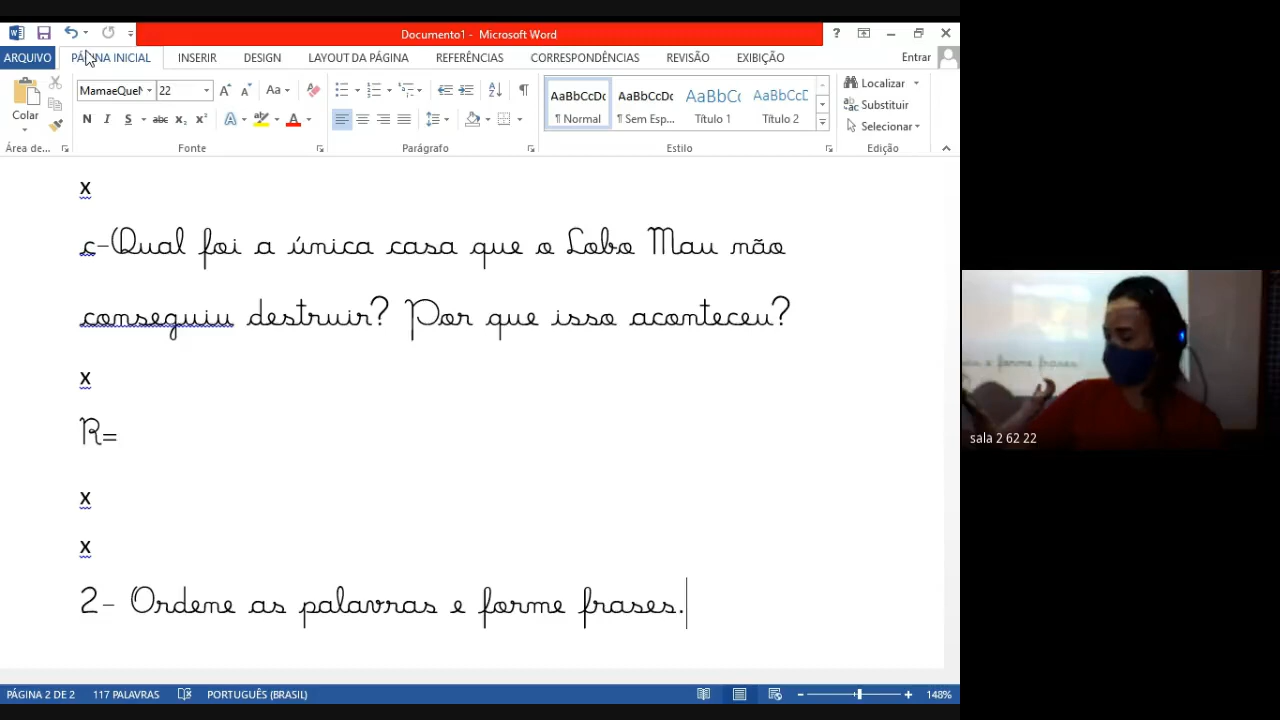 Documento1 - Microsoft Word
?
ARQUIVO PÁGINA INICIAL INSERIR DESIGN LAYOUT DA PÁGINA REFERÊNCIAS CORRESPONDÊNCIAS REVISÃO EXIBIÇÃO Entrar
MamaeQueN 22 Aa
Colar
N I S abc x₂ x² A A
AaBbCcDc AaBbCcDc AaBbCc AaBbCcD
¶ Normal ¶ Sem Esp... Título 1 Título 2
Localizar
Substituir
Selecionar
Área de... Fonte Parágrafo Estilo Edição
x
c-Qual foi a única casa que o Lobo Mau não
conseguiu destruir? Por que isso aconteceu?
x
R=
x
x
2- Ordene as palavras e forme frases.
e forme frases
sala 2 62 22
PÁGINA 2 DE 2 117 PALAVRAS PORTUGUÊS (BRASIL) 148%